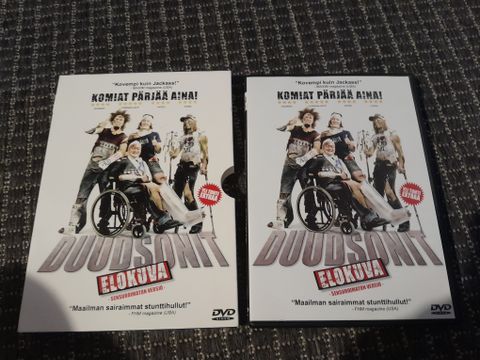 "Kovempi kuin Jackass!"
KOMIAT PÄRJÄÄ AINA!
DUUDSONIT
ELOKUVA
- SENSUROIMATON VERSIO -
"Maailman sairaimmat stunttihullut!"
- FHM magazine (USA)
DVD
"Kovempi kuin Jackass!"
KOMIAT PÄRJÄÄ AINA!
DUUDSONIT
ELOKUVA
- SENSUROIMATON VERSIO -
"Maailman sairaimmat stunttihullut!"
- FHM magazine (USA)
DVD